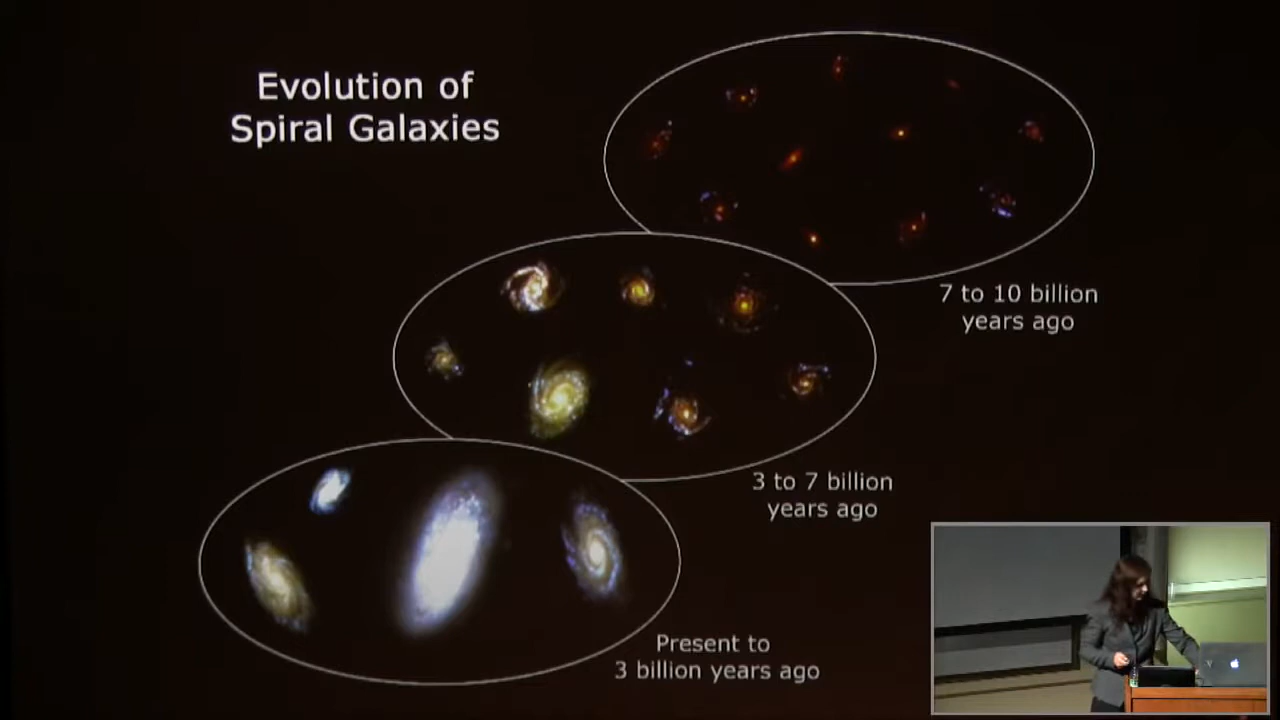 Evolution of
Spiral Galaxies
7 to 10 billion
years ago
3 to 7 billion
years ago
Present to
3 billion years ago